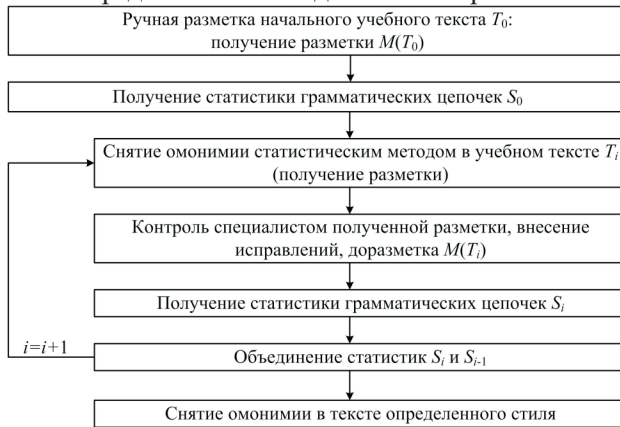 Ручная разметка начального учебного текста T0:
получение разметки M(T0)
Получение статистики грамматических цепочек S0
Снятие омонимии статистическим методом в учебном тексте Ti
(получение разметки)
Контроль специалистом полученной разметки, внесение
исправлений, доразметка M(Ti)
Получение статистики грамматических цепочек Si
i=i+1
Объединение статистик Si и Si-1
Снятие омонимии в тексте определенного стиля